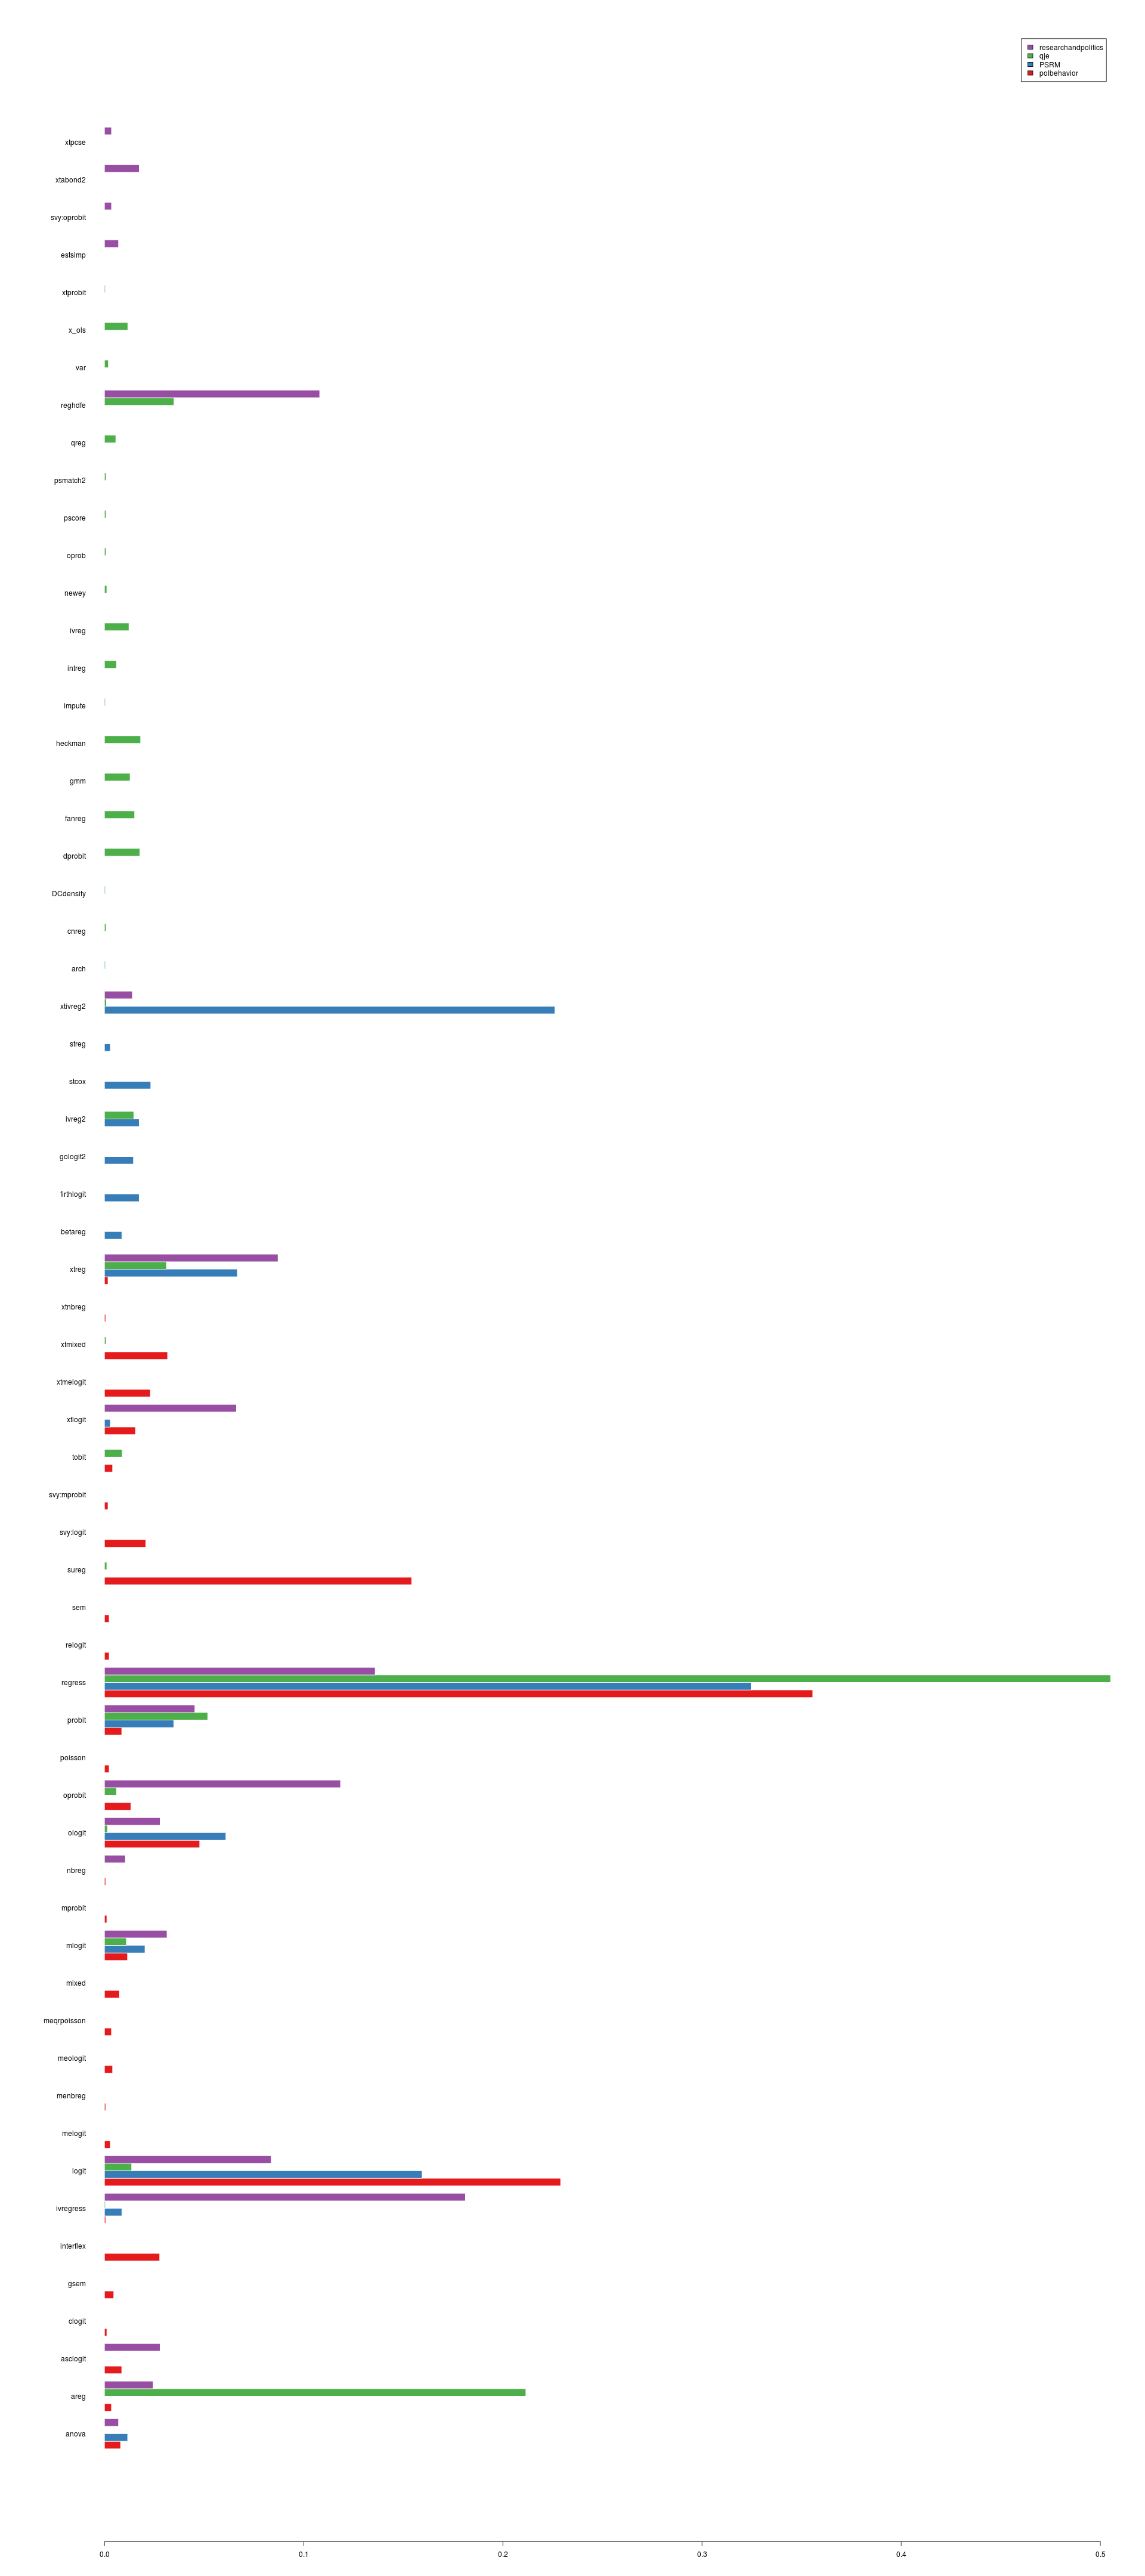 researchandpolitics
qje
PSRM
polbehavior
xtpcse
xtabond2
svy:oprobit
estsimp
xtprobit
x_ols
var
reghdfe
qreg
psmatch2
pscore
oprob
newey
ivreg
intreg
impute
heckman
gmm
fanreg
dprobit
DCdensity
cnreg
arch
xtivreg2
streg
stcox
ivreg2
gologit2
firthlogit
betareg
xtreg
xtnbreg
xtmixed
xtmelogit
xtlogit
tobit
svy:mprobit
svy:logit
sureg
sem
relogit
regress
probit
poisson
oprobit
ologit
nbreg
mprobit
mlogit
mixed
meqrpoisson
meologit
menbreg
melogit
logit
ivregress
interflex
gsem
clogit
asclogit
areg
anova
0.0 0.1 0.2 0.3 0.4 0.5